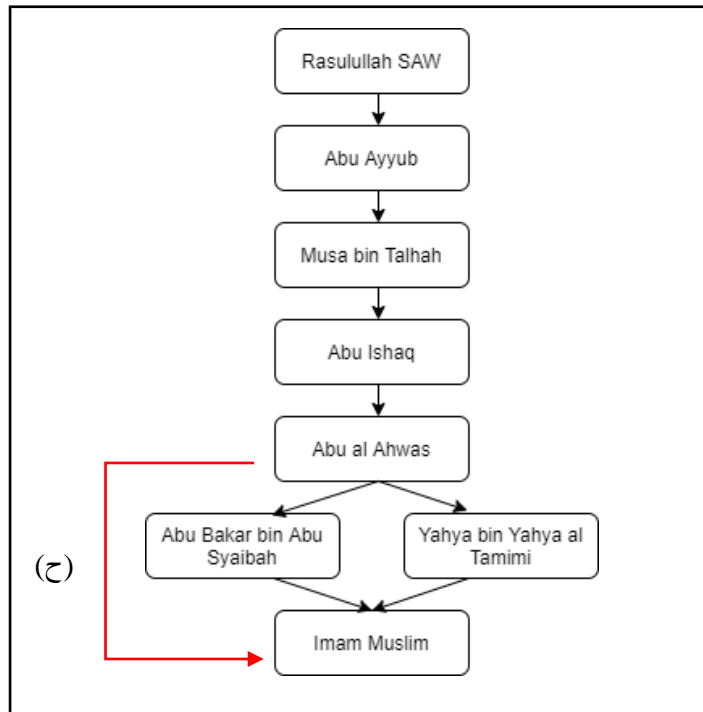 Rasulullah SAW
Abu Ayyub
Musa bin Talhah
Abu Ishaq
Abu al Ahwas
Abu Bakar bin Abu
Syaibah
Yahya bin Yahya al
Tamimi
(ح)
Imam Muslim